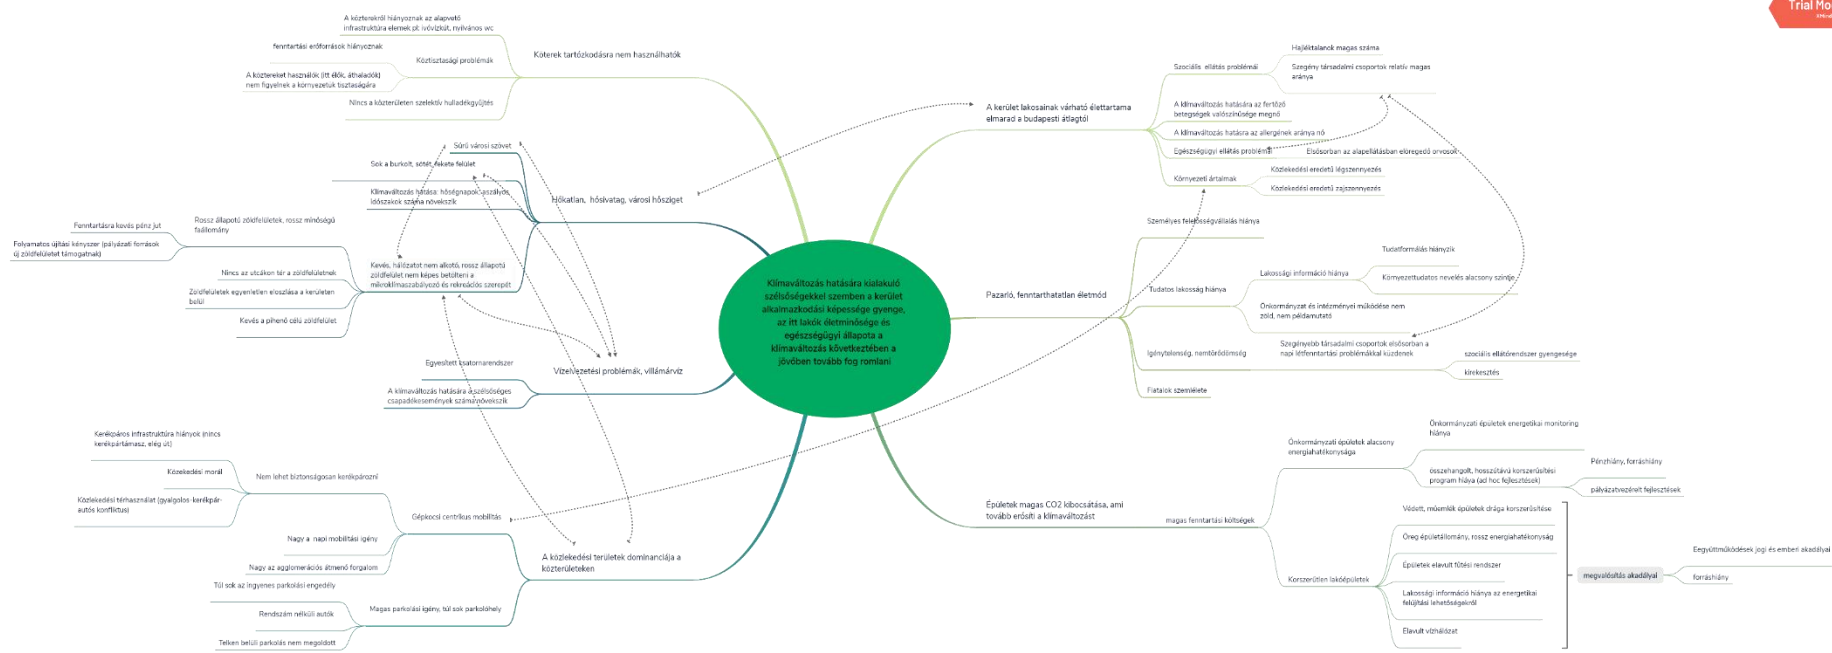 Trial Mo
A közterekről hiányoznak az alapvető
infrastruktúra elemek pl: ivóvízkút, nyilvános wc
fenntartási erőforrások hiányoznak
Köztisztasági problémák
A köztereket használók (itt élők, áthaladók)
nem figyelnek a környezetük tisztaságára
Nincs a közterületen szelektív hulladékgyűjtés
Köterek tartózkodásra nem használhatók
Sűrű városi szövet
Sok a burkolt, sötét, fekete felület
Klímaváltozás hatása: hőségnapok, aszályos
időszakok száma növekszik
Hőkatlan, hősivatag, városi hősziget
Rossz állapotú zöldfelületek, rossz minőségű
faállomány
Fenntartásra kevés pénz jut
Folyamatos újítási kényszer (pályázati források
új zöldfelületet támogatnak)
Kevés, hálózatot nem alkotó, rossz állapotú
zöldfelület nem képes betölteni a
mikroklímaszabályozó és rekreációs szerepét
Nincs az utcákon tér a zöldfelületnek
Zöldfelületek egyenletlen eloszlása a kerületen
belül
Kevés a pihenő célú zöldfelület
Egyesített csatornarendszer
Vízelvezetési problémák, villámárvíz
A klímaváltozás hatására a szélsőséges
csapadékesemények száma növekszik
Kerékpáros infrastruktúra hiányok (nincs
kerékpártámasz, elég út)
Közekedési morál
Nem lehet biztonságosan kerékpározni
Közlekedési térhasználat (gyalgolos-kerékpár-
autós konfliktus)
Gépkocsi centrikus mobilitás
Nagy a napi mobilitási igény
Nagy az agglomerációs átmenő forgalom
A közlekedési területek dominanciája a
közterületeken
Túl sok az ingyenes parkolási engedély
Magas parkolási igény, túl sok parkolóhely
Rendszám nélküli autók
Telken belüli parkolás nem megoldott
Klímaváltozás hatására kialakuló
szélsőségekkel szemben a kerület
alkalmazkodási képessége gyenge,
az itt lakók életminősége és
egészségügyi állapota a
klímaváltozás következtében a
jövőben tovább fog romlani
A kerület lakosainak várható élettartama
elmarad a budapesti átlagtól
Szociális ellátás problémái
Hajléktalanok magas száma
Szegény társadalmi csoportok relatív magas
aránya
A klímaváltozás hatására az fertőző
betegségek valószínűsége megnő
A klímaváltozás hatásra az allergének aránya nő
Egészségügyi ellátás problémái
Elsősorban az alapellátásban elöregedő orvosok
Környezeti ártalmak
Közlekedési eredetű légszennyezés
Közlekedési eredetű zajszennyezés
Személyes felelősségvállalás hiánya
Pazarló, fenntarthatatlan életmód
Tudatos lakosság hiánya
Lakossági információ hiánya
Tudatformálás hiányzik
Környezettudatos nevelés alacsony szintje
Önkormányzat és intézményei működése nem
zöld, nem példamutató
Igénytelenség, nemtörődömség
Szegényebb társadalmi csoportok elsősorban a
napi létfenntartási problémákkal küzdenek
szociális ellátórendszer gyengesége
kirekesztés
Fiatalok szemlélete
Épületek magas CO2 kibocsátása, ami
tovább erősíti a klímaváltozást
magas fenntartási költségek
Önkormányzati épületek alacsony
energiahatékonysága
Önkormányzati épületek energetikai monitoring
hiánya
összehangolt, hosszútávú korszerűsítési
program hiánya (ad hoc fejlesztések)
Pénzhiány, forráshiány
pályázatvezérelt fejlesztések
Korszerűtlen lakóépületek
Védett, műemlék épületek drága korszerűsítése
Öreg épületállomány, rossz energiahatékonyság
Épületek elavult fűtési rendszer
Lakossági információ hiánya az energetikai
felújítási lehetőségekről
Elavult vízhálózat
megvalósítás akadályai
Eegyüttműködések jogi és emberi akadályai
forráshiány